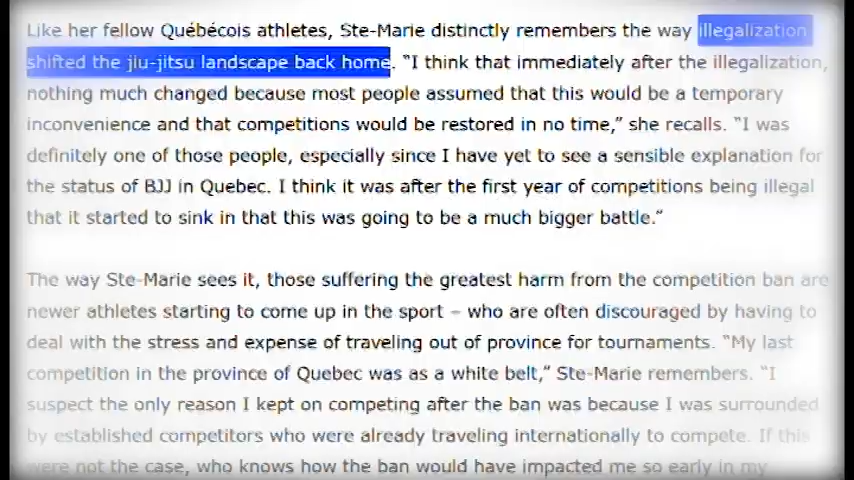 Like her fellow Québécois athletes, Ste-Marie distinctly remembers the way illegalization
shifted the jiu-jitsu landscape back home. “I think that immediately after the illegalization,
nothing much changed because most people assumed that this would be a temporary
inconvenience and that competitions would be restored in no time,” she recalls. “I was
definitely one of those people, especially since I have yet to see a sensible explanation for
the status of BJJ in Quebec. I think it was after the first year of competitions being illegal
that it started to sink in that this was going to be a much bigger battle.”
The way Ste-Marie sees it, those suffering the greatest harm from the competition ban are
newer athletes starting to come up in the sport – who are often discouraged by having to
deal with the stress and expense of traveling out of province for tournaments. “My last
competition in the province of Quebec was as a white belt,” Ste-Marie remembers. “I
suspect the only reason I kept on competing after the ban was because I was surrounded
by established competitors who were already traveling internationally to compete. If this
were not the case, who knows how the ban would have impacted me so early in my